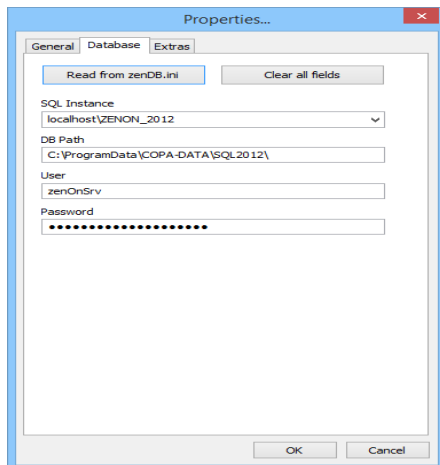 Properties...
General Database Extras
Read from zenDB.ini Clear all fields
SQL Instance
localhost\ZENON_2012
DB Path
C:\ProgramData\COPA-DATA\SQL2012\
User
zenOnSrv
Password
●●●●●●●●●●●●●●●●●●●●
OK Cancel